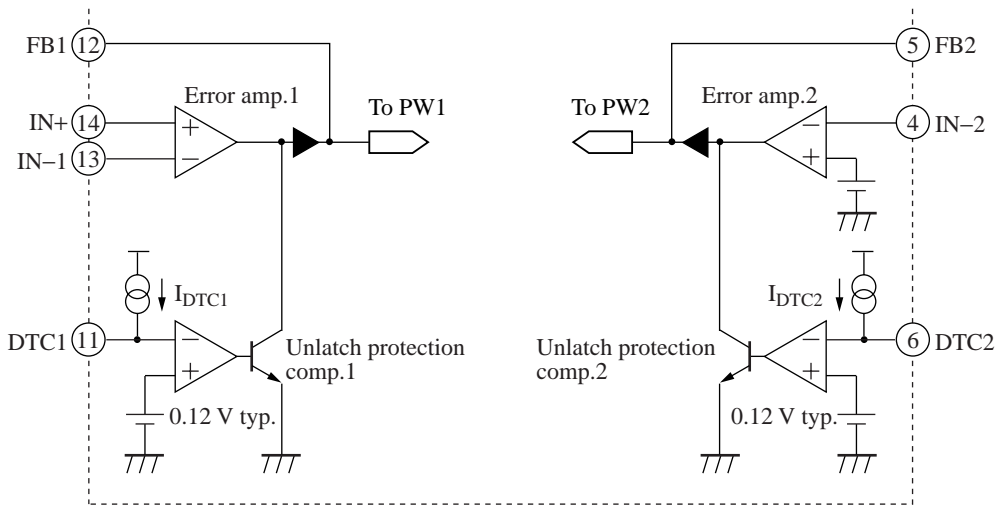 FB1 12
5 FB2
Error amp.1
Error amp.2
To PW1
To PW2
IN+ 14
+
−
4 IN−2
IN−1 13
−
+
I_DTC1
I_DTC2
DTC1 11
−
−
6 DTC2
+
+
Unlatch protection
comp.1
Unlatch protection
comp.2
0.12 V typ.
0.12 V typ.